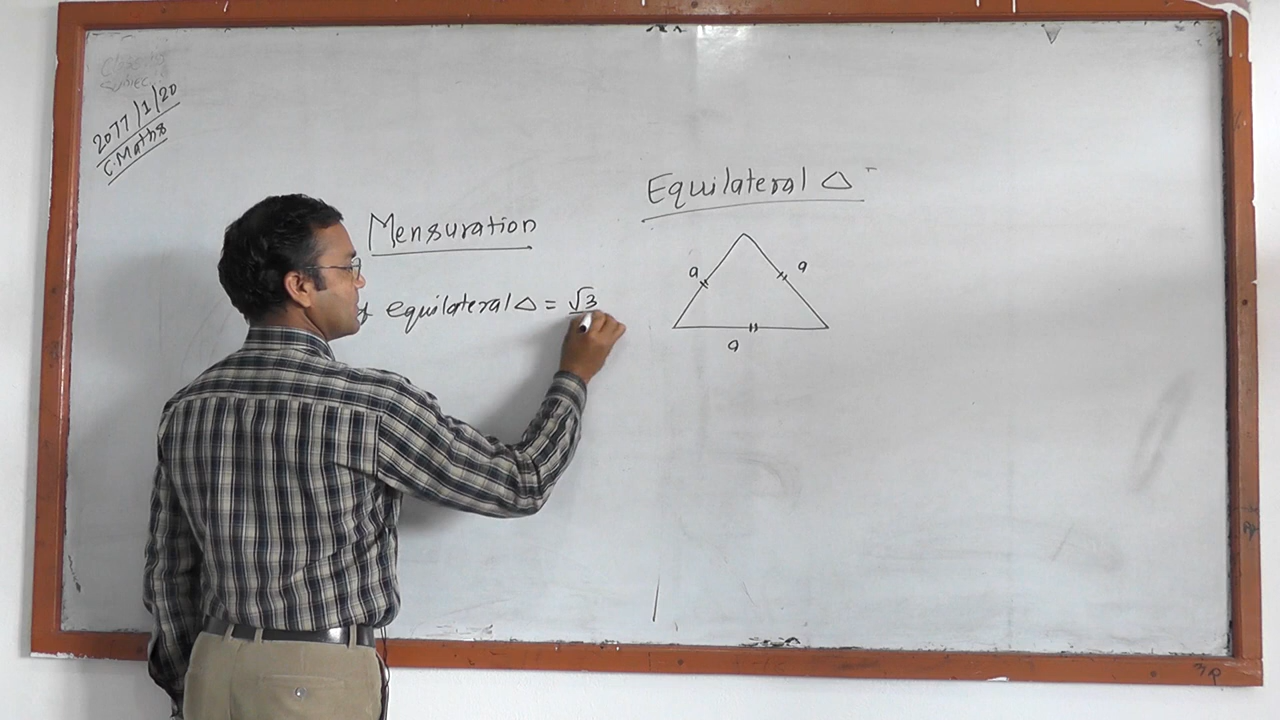 2077/1/20
C.Maths
Mensuration
equilateral △ = √3
Equilateral △
a
a
a